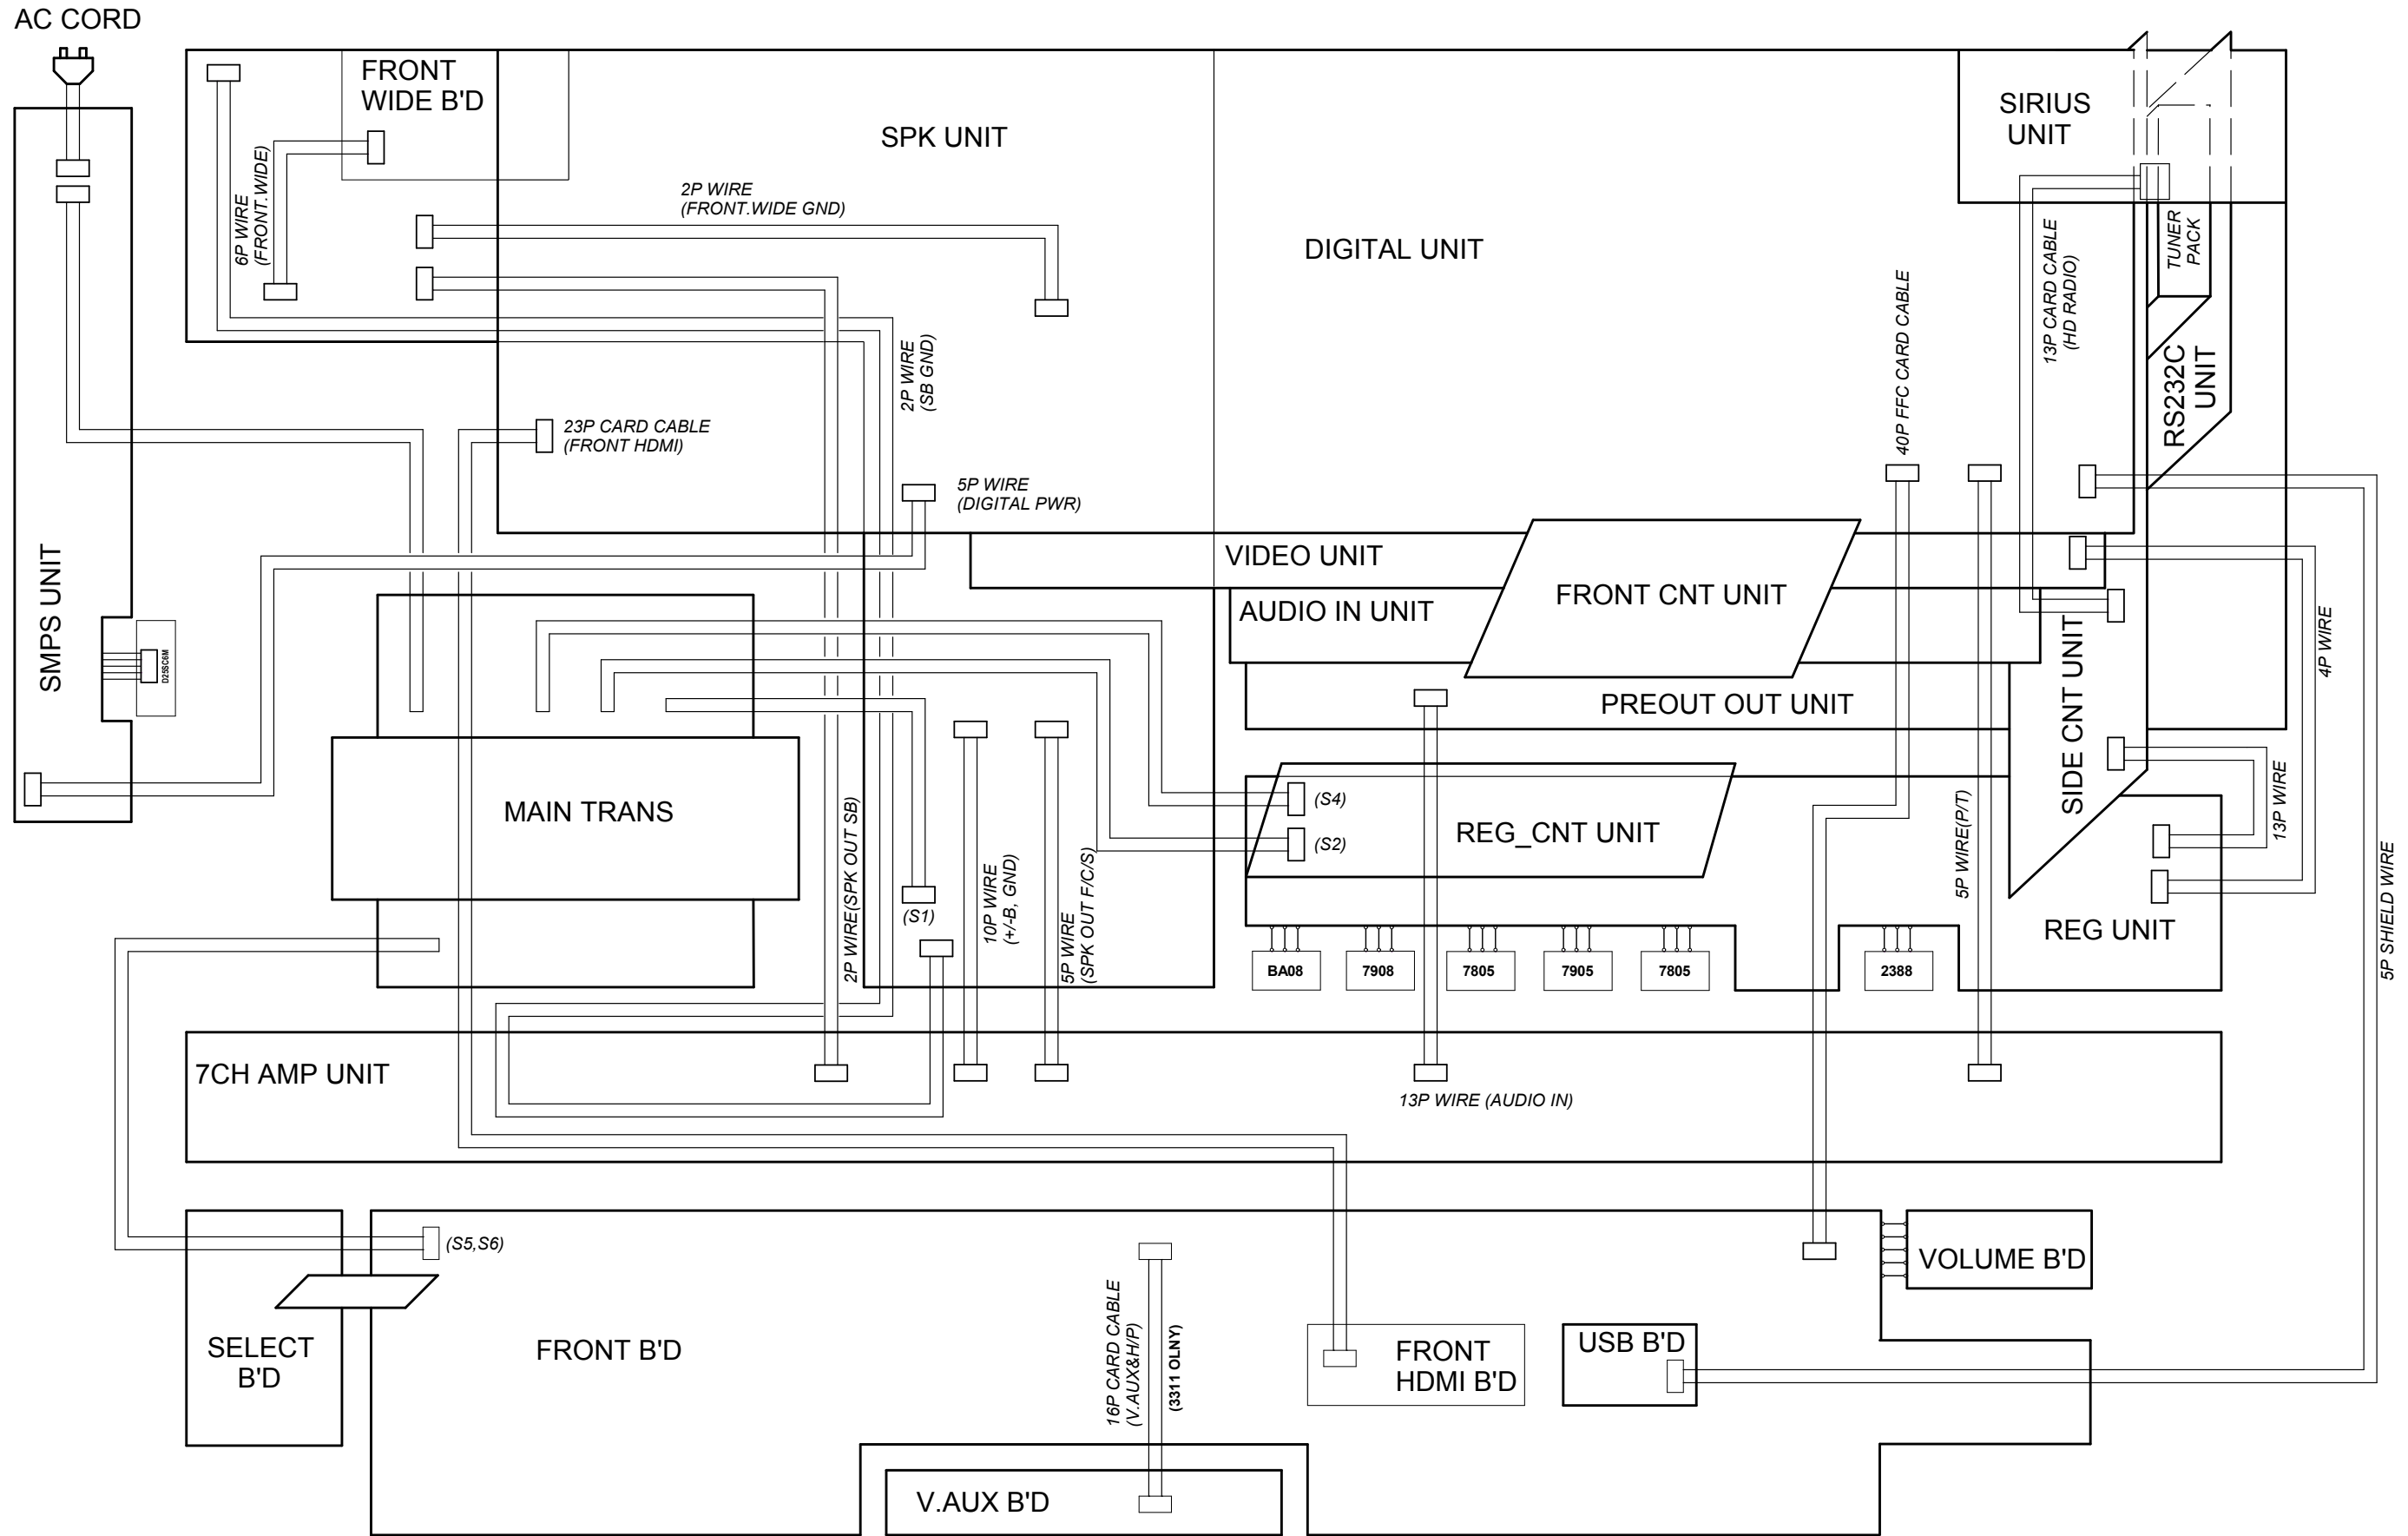 AC CORD
FRONT
WIDE B'D
SPK UNIT
SIRIUS
UNIT
6P WIRE
(FRONT.WIDE)
2P WIRE
(FRONT.WIDE GND)
DIGITAL UNIT
13P CARD CABLE
(HD RADIO)
TUNER
PACK
RS232C
UNIT
40P FFC CARD CABLE
2P WIRE
(SB GND)
23P CARD CABLE
(FRONT HDMI)
5P WIRE
(DIGITAL PWR)
SMPS UNIT
D25SC6M
VIDEO UNIT
FRONT CNT UNIT
AUDIO IN UNIT
PREOUT OUT UNIT
SIDE CNT UNIT
4P WIRE
13P WIRE
5P SHIELD WIRE
MAIN TRANS
(S4)
(S2)
REG_CNT UNIT
(S1)
2P WIRE(SPK OUT SB)
10P WIRE
(+/-B, GND)
5P WIRE
(SPK OUT F/C/S)
5P WIRE(P/T)
REG UNIT
BA08
7908
7805
7905
7805
2388
7CH AMP UNIT
13P WIRE (AUDIO IN)
(S5,S6)
SELECT
B'D
FRONT B'D
16P CARD CABLE
(V.AUX&H/P)
(3311 OLNY)
FRONT
HDMI B'D
USB B'D
VOLUME B'D
V.AUX B'D